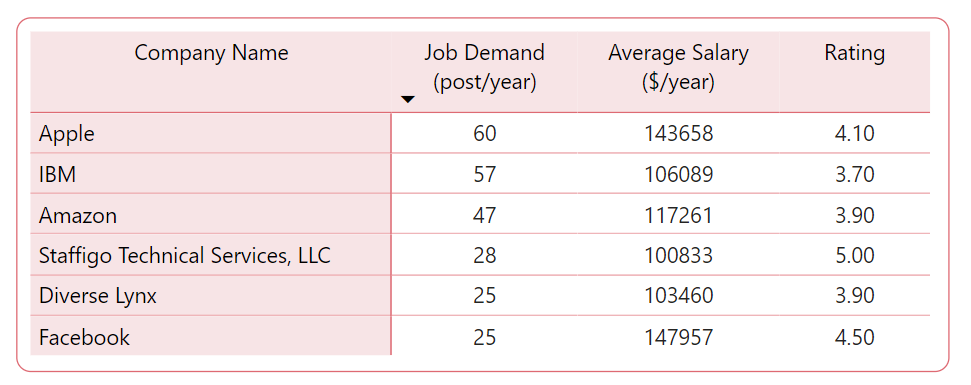 Company Name Job Demand (post/year) Average Salary ($/year) Rating
Apple 60 143658 4.10
IBM 57 106089 3.70
Amazon 47 117261 3.90
Staffigo Technical Services, LLC 28 100833 5.00
Diverse Lynx 25 103460 3.90
Facebook 25 147957 4.50